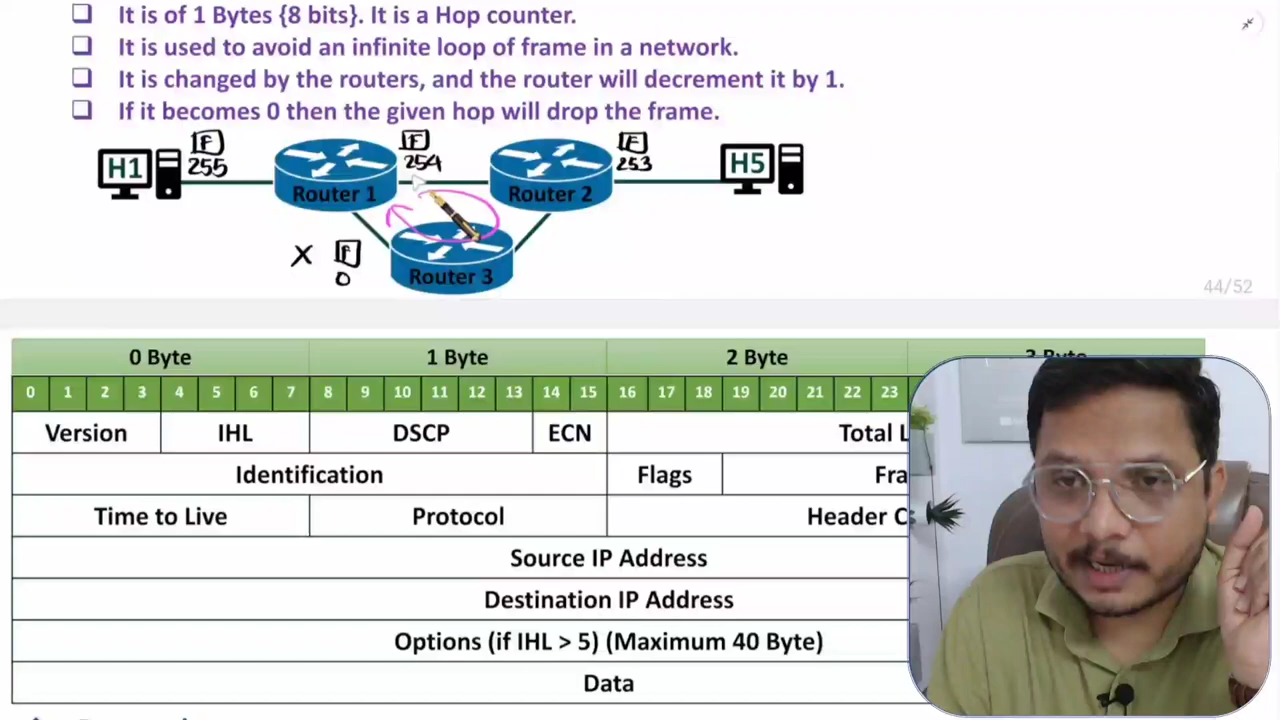 It is of 1 Bytes {8 bits}. It is a Hop counter.
It is used to avoid an infinite loop of frame in a network.
It is changed by the routers, and the router will decrement it by 1.
If it becomes 0 then the given hop will drop the frame.
F F F
H1 255 254 253 H5
Router 1 Router 2
X F
0
Router 3
44/52
0 Byte 1 Byte 2 Byte 3 Byte
0 1 2 3 4 5 6 7 8 9 10 11 12 13 14 15 16 17 18 19 20 21 22 23
Version IHL DSCP ECN Total L
Identification Flags Fra
Time to Live Protocol Header C
Source IP Address
Destination IP Address
Options (if IHL > 5) (Maximum 40 Byte)
Data